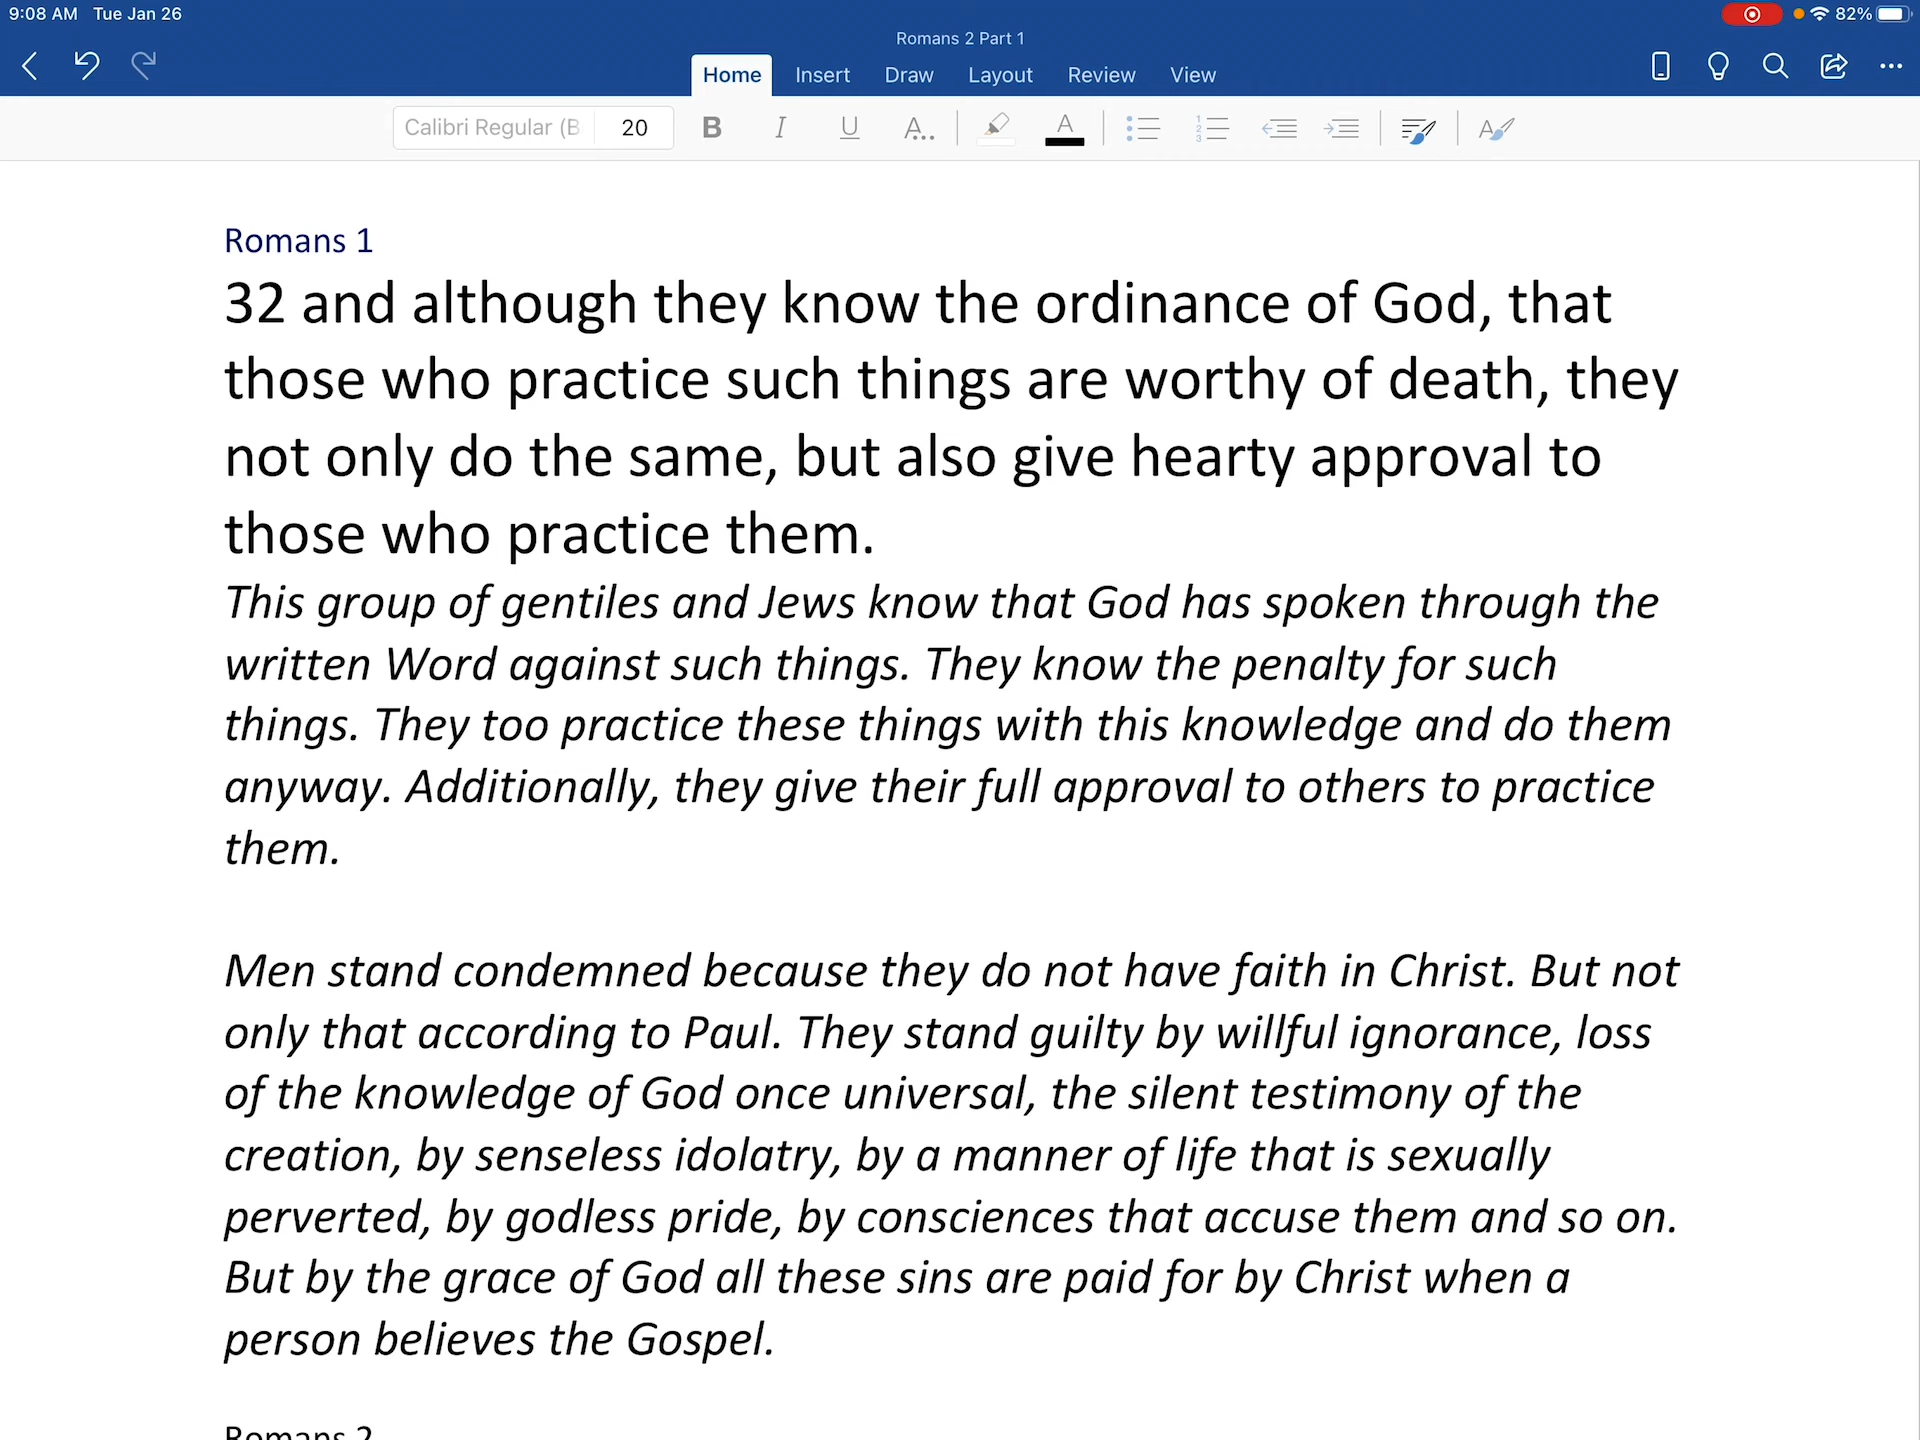 9:08 AM Tue Jan 26
82%
Romans 2 Part 1
Home Insert Draw Layout Review View
Calibri Regular (B 20 B I U A.. A
Romans 1
32 and although they know the ordinance of God, that
those who practice such things are worthy of death, they
not only do the same, but also give hearty approval to
those who practice them.
This group of gentiles and Jews know that God has spoken through the
written Word against such things. They know the penalty for such
things. They too practice these things with this knowledge and do them
anyway. Additionally, they give their full approval to others to practice
them.
Men stand condemned because they do not have faith in Christ. But not
only that according to Paul. They stand guilty by willful ignorance, loss
of the knowledge of God once universal, the silent testimony of the
creation, by senseless idolatry, by a manner of life that is sexually
perverted, by godless pride, by consciences that accuse them and so on.
But by the grace of God all these sins are paid for by Christ when a
person believes the Gospel.
Romans 2